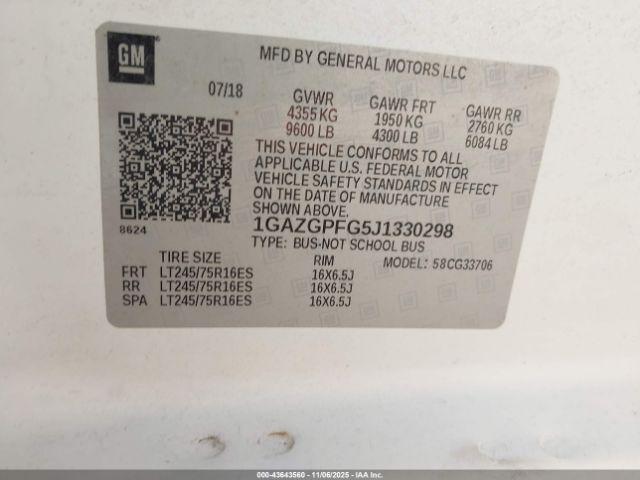 GM
MFD BY GENERAL MOTORS LLC
07/18
GVWR GAWR FRT GAWR RR
4355 KG 1950 KG 2760 KG
9600 LB 4300 LB 6084 LB
THIS VEHICLE CONFORMS TO ALL
APPLICABLE U.S. FEDERAL MOTOR
VEHICLE SAFETY STANDARDS IN EFFECT
ON THE DATE OF MANUFACTURE
SHOWN ABOVE.
8624
1GAZGPFG5J1330298
TYPE: BUS-NOT SCHOOL BUS
TIRE SIZE RIM MODEL: 58CG33706
FRT LT245/75R16ES 16X6.5J
RR LT245/75R16ES 16X6.5J
SPA LT245/75R16ES 16X6.5J
000-43643560 - 11/06/2025 - IAAI.com